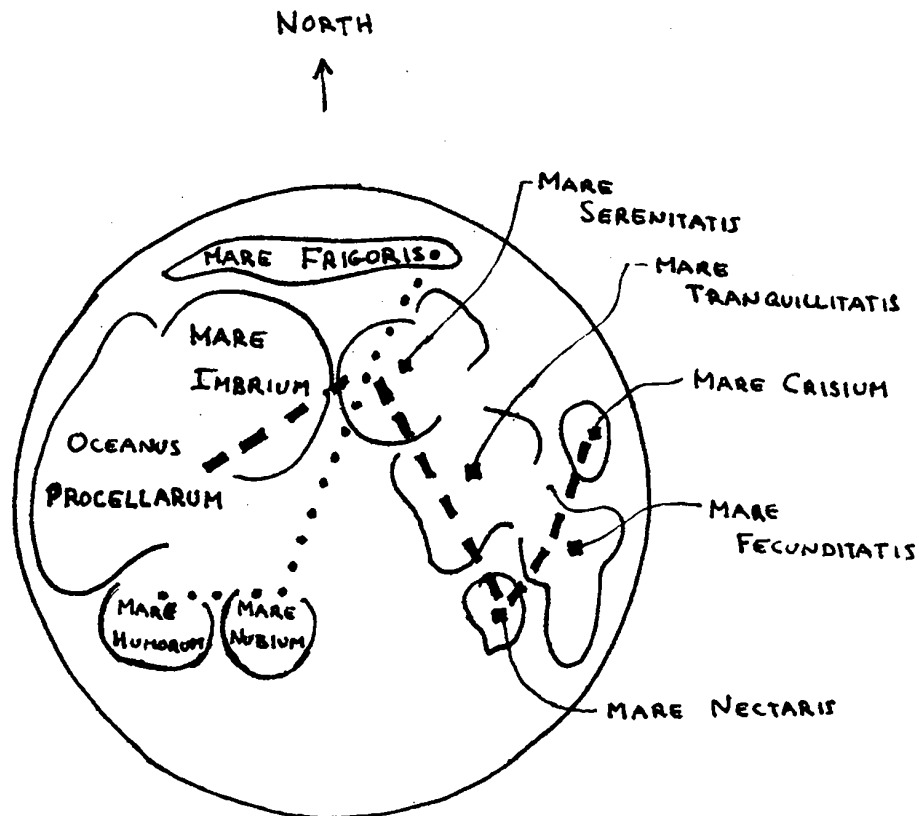 NORTH
MARE
SERENITATIS
MARE FRIGORIS
MARE
TRANQUILLITATIS
MARE
IMBRIUM
MARE CRISIUM
OCEANUS
PROCELLARUM
MARE
FECUNDITATIS
MARE
HUMORUM
MARE
NUBIUM
MARE NECTARIS